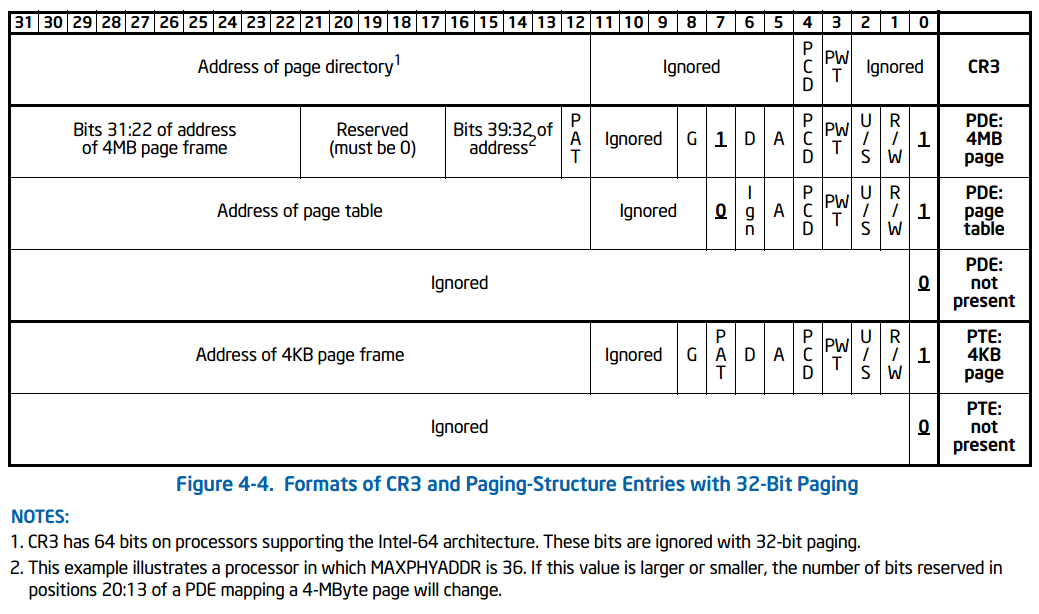 31 30 29 28 27 26 25 24 23 22 21 20 19 18 17 16 15 14 13 12 11 10 9 8 7 6 5 4 3 2 1 0
Address of page directory1 Ignored PCD PWT Ignored CR3
Bits 31:22 of address of 4MB page frame Reserved (must be 0) Bits 39:32 of address2 PAT Ignored G 1 D A PCD PWT U/S R/W 1 PDE: 4MB page
Address of page table Ignored 0 Ign A PCD PWT U/S R/W 1 PDE: page table
Ignored 0 PDE: not present
Address of 4KB page frame Ignored G PAT D A PCD PWT U/S R/W 1 PTE: 4KB page
Ignored 0 PTE: not present
Figure 4-4. Formats of CR3 and Paging-Structure Entries with 32-Bit Paging
NOTES:
1. CR3 has 64 bits on processors supporting the Intel-64 architecture. These bits are ignored with 32-bit paging.
2. This example illustrates a processor in which MAXPHYADDR is 36. If this value is larger or smaller, the number of bits reserved in
positions 20:13 of a PDE mapping a 4-MByte page will change.